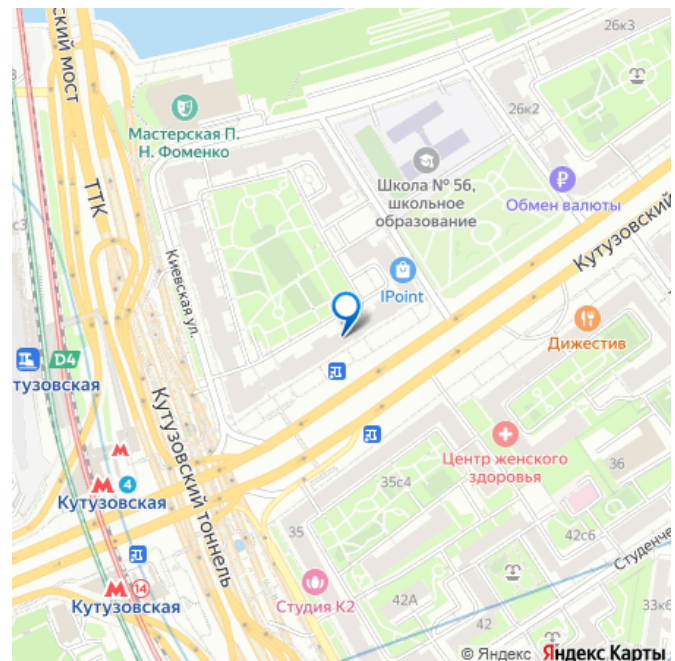 ский мост
26к3
26к2
Мастерская П.
Н. Фоменко
ТТК
с3
Школа № 56,
школьное
образование
Обмен валюты
Кутузовский
Киевская ул.
IPoint
Дижестив
D4
тузовская
Кутузовский тоннель
М 4
Кутузовская
Центр женского
здоровья
35с4
36
35
42с6
Студенче
М 14
Кутузовская
Студия К2
42А
42
33к6
© Яндекс Яндекс Карты